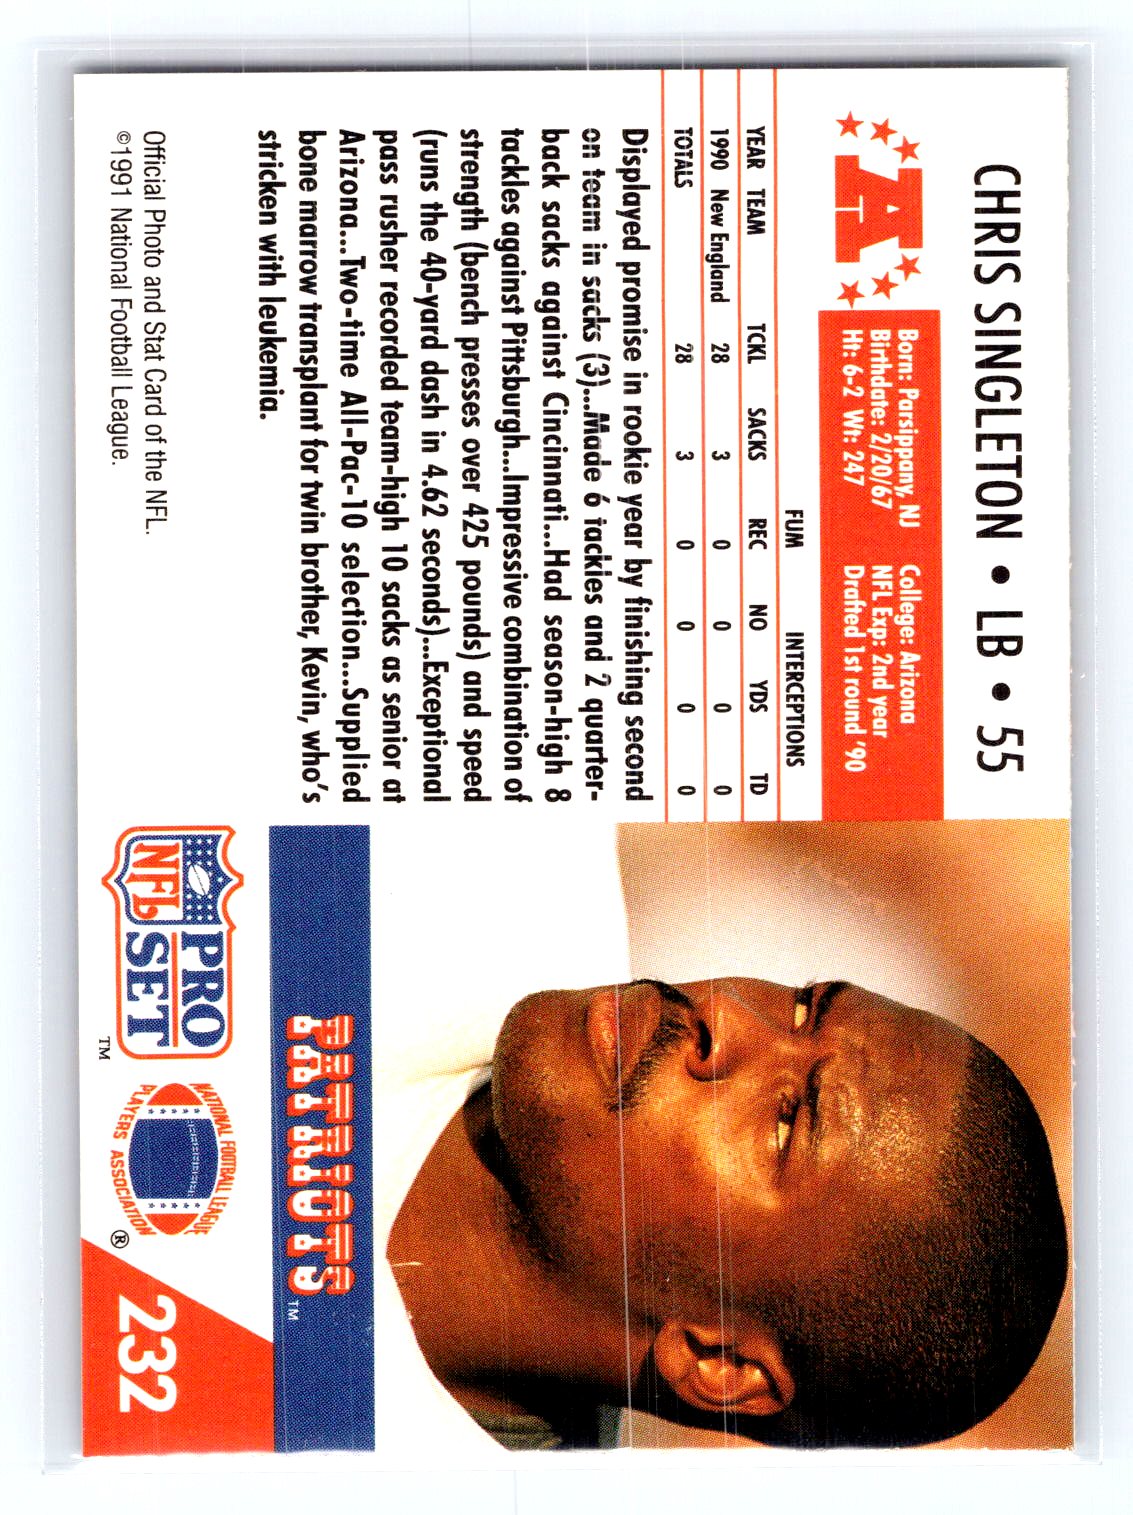 CHRIS SINGLETON • LB • 55
A
Born: Parsippany, NJ
Birthdate: 2/20/67
Ht: 6-2 Wt: 247
College: Arizona
NFL Exp: 2nd year
Drafted 1st round '90
FUM INTERCEPTIONS
YEAR TEAM TCKL SACKS REC NO YDS TD
1990 New England 28 3 0 0 0 0
TOTALS 28 3 0 0 0 0
Displayed promise in rookie year by finishing second
on team in sacks (3)...Made 6 tackles and 2 quarter-
back sacks against Cincinnati...Had season-high 8
tackles against Pittsburgh...Impressive combination of
strength (bench presses over 425 pounds) and speed
(runs the 40-yard dash in 4.62 seconds)...Exceptional
pass rusher recorded team-high 10 sacks as senior at
Arizona...Two-time All-Pac-10 selection...Supplied
bone marrow transplant for twin brother, Kevin, who's
stricken with leukemia.
Official Photo and Stat Card of the NFL.
©1991 National Football League.
PATRIOTS™
NFL
PRO
SET
™
NATIONAL FOOTBALL LEAGUE
PLAYERS ASSOCIATION
®
232